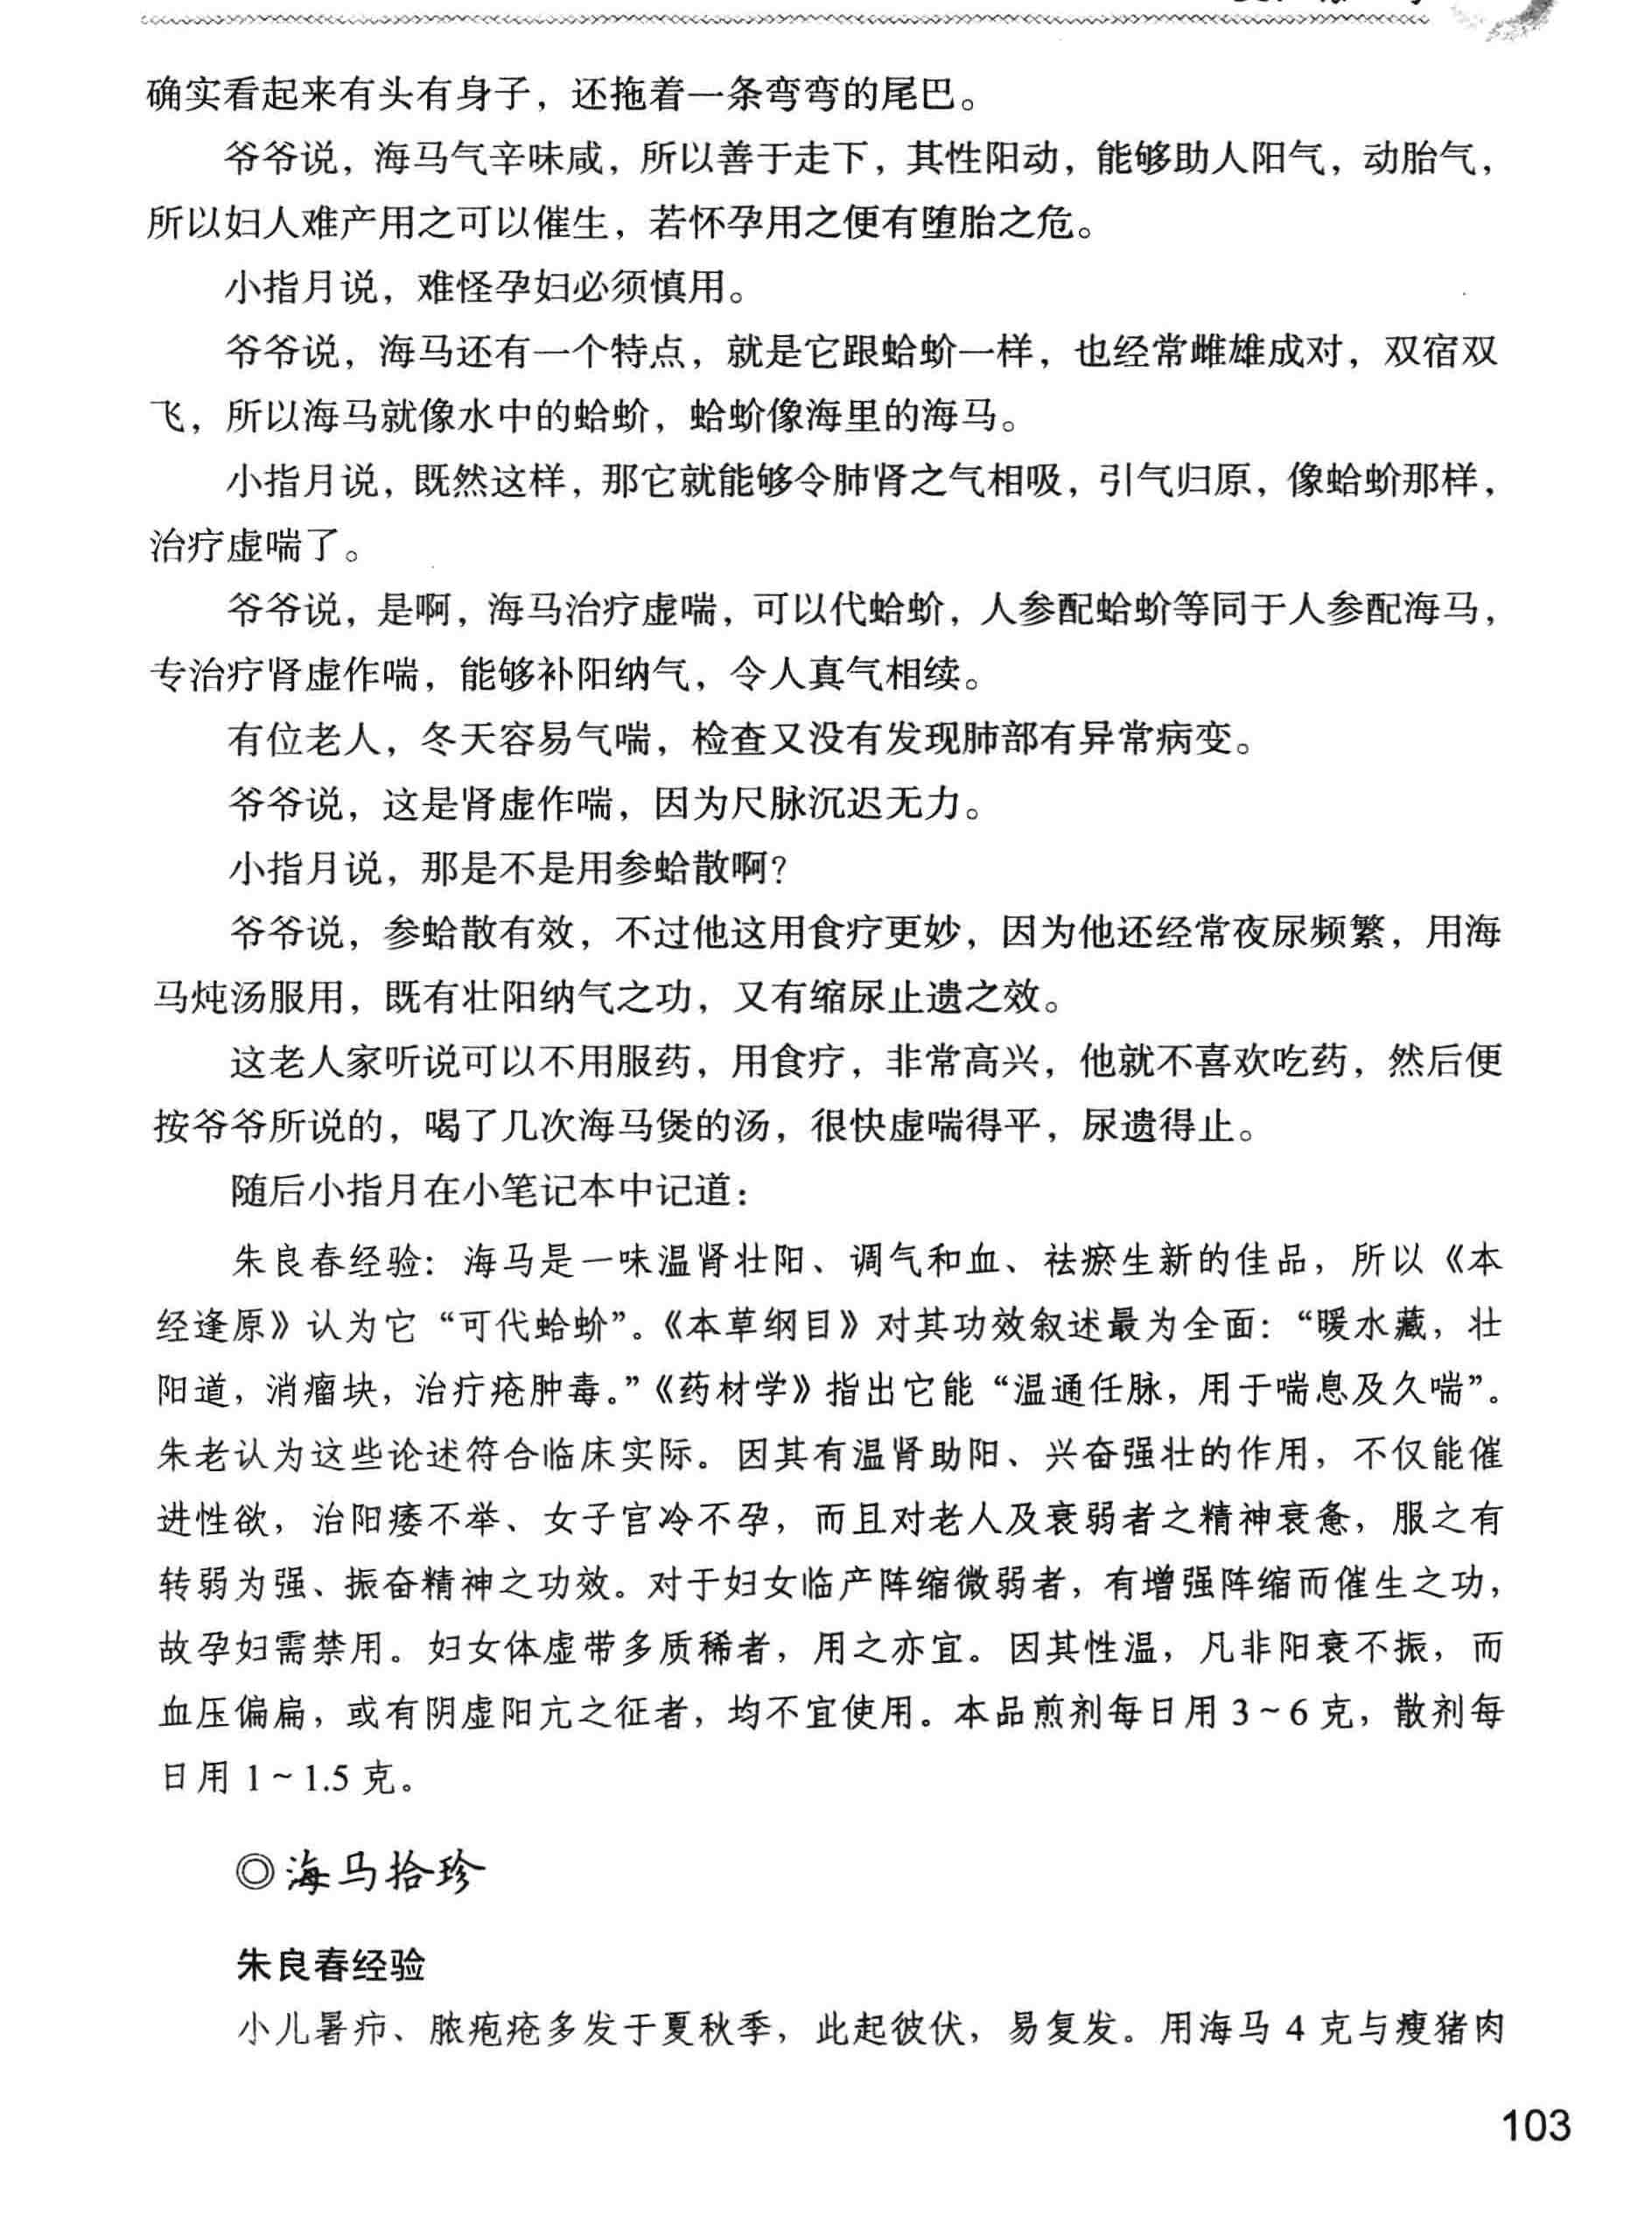 确实看起来有头有身子，还拖着一条弯弯的尾巴。
爷爷说，海马气辛味咸，所以善于走下，其性阳动，能够助人阳气，动胎气，
所以妇人难产用之可以催生，若怀孕用之便有堕胎之危。
小指月说，难怪孕妇必须慎用。
爷爷说，海马还有一个特点，就是它跟蛤蚧一样，也经常雌雄成对，双宿双
飞，所以海马就像水中的蛤蚧，蛤蚧像海里的海马。
小指月说，既然这样，那它就能够令肺肾之气相吸，引气归原，像蛤蚧那样，
治疗虚喘了。
爷爷说，是啊，海马治疗虚喘，可以代蛤蚧，人参配蛤蚧等同于人参配海马，
专治疗肾虚作喘，能够补阳纳气，令人真气相续。
有位老人，冬天容易气喘，检查又没有发现肺部有异常病变。
爷爷说，这是肾虚作喘，因为尺脉沉迟无力。
小指月说，那是不是用参蛤散啊？
爷爷说，参蛤散有效，不过他这用食疗更妙，因为他还经常夜尿频繁，用海
马炖汤服用，既有壮阳纳气之功，又有缩尿止遗之效。
这老人家听说可以不用服药，用食疗，非常高兴，他就不喜欢吃药，然后便
按爷爷所说的，喝了几次海马煲的汤，很快虚喘得平，尿遗得止。
随后小指月在小笔记本中记道：
朱良春经验：海马是一味温肾壮阳、调气和血、祛瘀生新的佳品，所以《本
经逢原》认为它“可代蛤蚧”。《本草纲目》对其功效叙述最为全面：“暖水藏，壮
阳道，消瘤块，治疗疮肿毒。”《药材学》指出它能“温通任脉，用于喘息及久喘”。
朱老认为这些论述符合临床实际。因其有温肾助阳、兴奋强壮的作用，不仅能催
进性欲，治阳痿不举、女子宫冷不孕，而且对老人及衰弱者之精神衰惫，服之有
转弱为强、振奋精神之功效。对于妇女临产阵缩微弱者，有增强阵缩而催生之功，
故孕妇需禁用。妇女体虚带多质稀者，用之亦宜。因其性温，凡非阳衰不振，而
血压偏扁，或有阴虚阳亢之征者，均不宜使用。本品煎剂每日用 3～6 克，散剂每
日用 1～1.5 克。
◎海马拾珍
朱良春经验
小儿暑疖、脓疱疮多发于夏秋季，此起彼伏，易复发。用海马 4 克与瘦猪肉
103